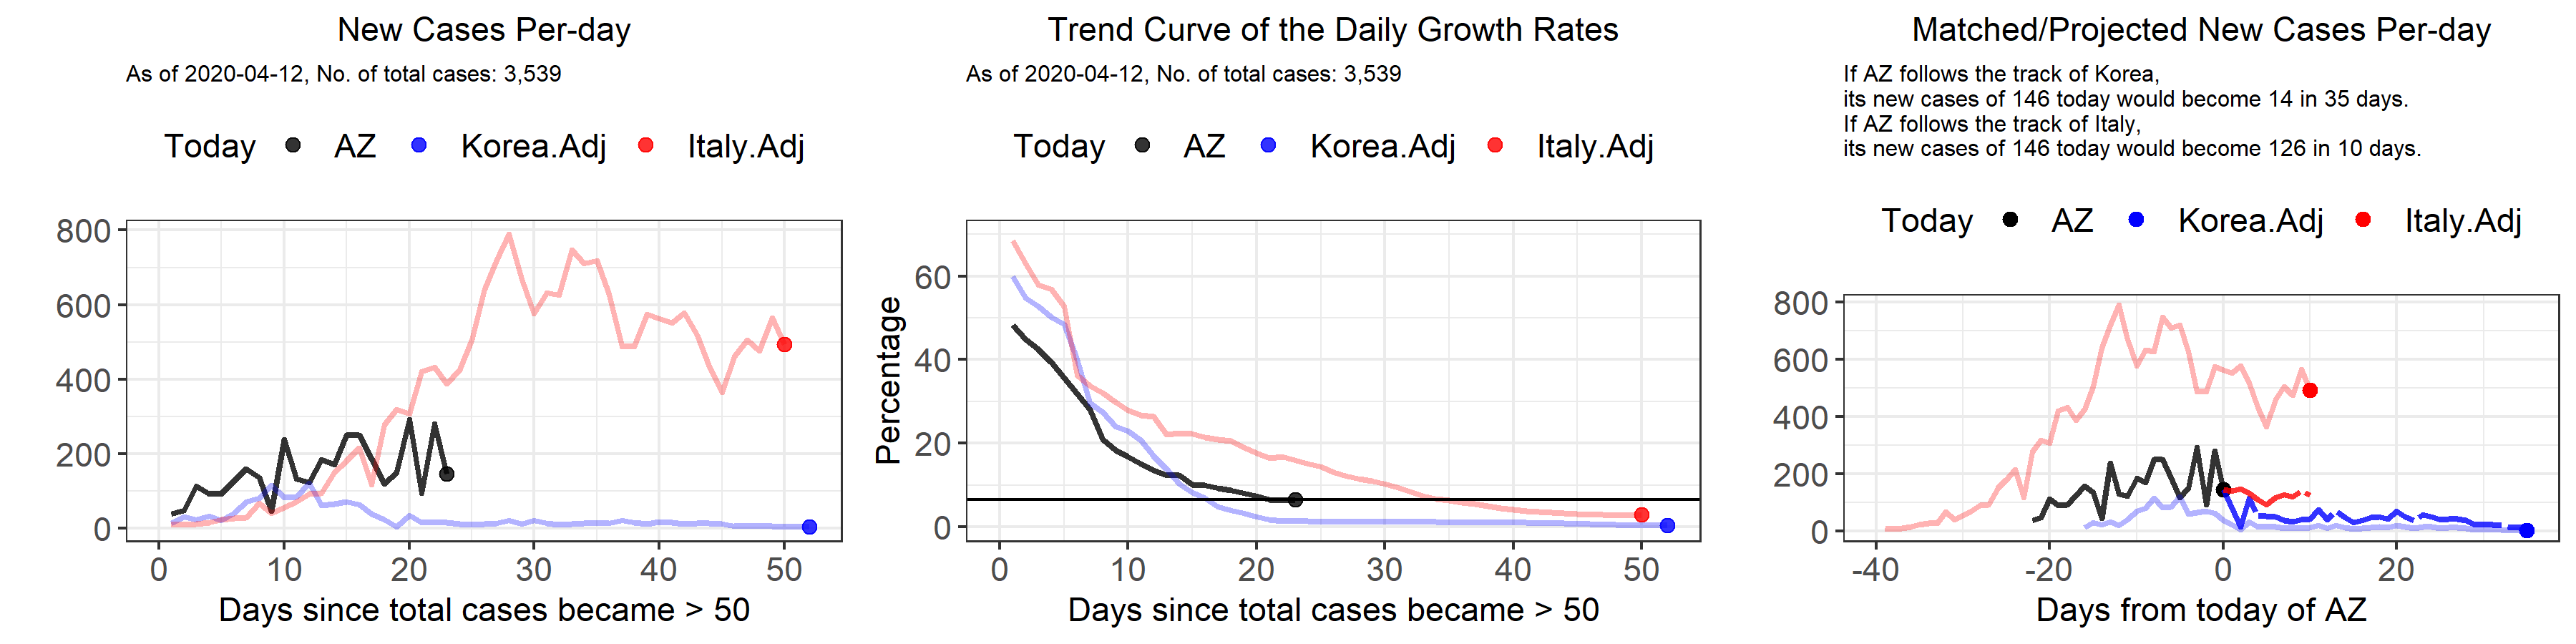 New Cases Per-day
As of 2020-04-12, No. of total cases: 3,539
Today AZ Korea.Adj Italy.Adj
800
600
400
200
0
0 10 20 30 40 50
Days since total cases became > 50
Trend Curve of the Daily Growth Rates
As of 2020-04-12, No. of total cases: 3,539
Today AZ Korea.Adj Italy.Adj
Percentage
60
40
20
0
0 10 20 30 40 50
Days since total cases became > 50
Matched/Projected New Cases Per-day
If AZ follows the track of Korea,
its new cases of 146 today would become 14 in 35 days.
If AZ follows the track of Italy,
its new cases of 146 today would become 126 in 10 days.
Today AZ Korea.Adj Italy.Adj
800
600
400
200
0
-40 -20 0 20
Days from today of AZ